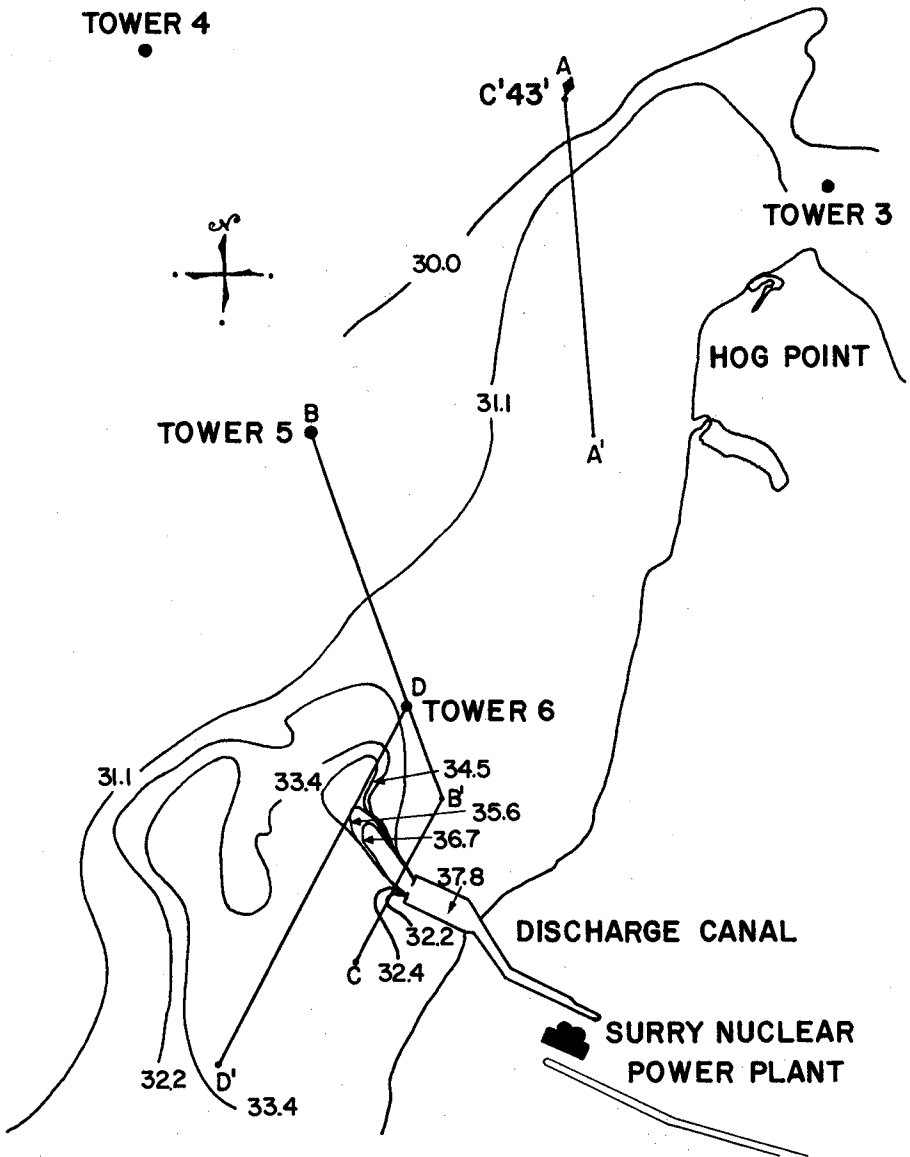 TOWER 4
A
C'43'
TOWER 3
N
30.0
HOG POINT
31.1
B
TOWER 5
A'
D
TOWER 6
31.1
33.4
34.5
B'
35.6
36.7
37.8
DISCHARGE CANAL
32.2
C
32.4
SURRY NUCLEAR
POWER PLANT
32.2
D'
33.4